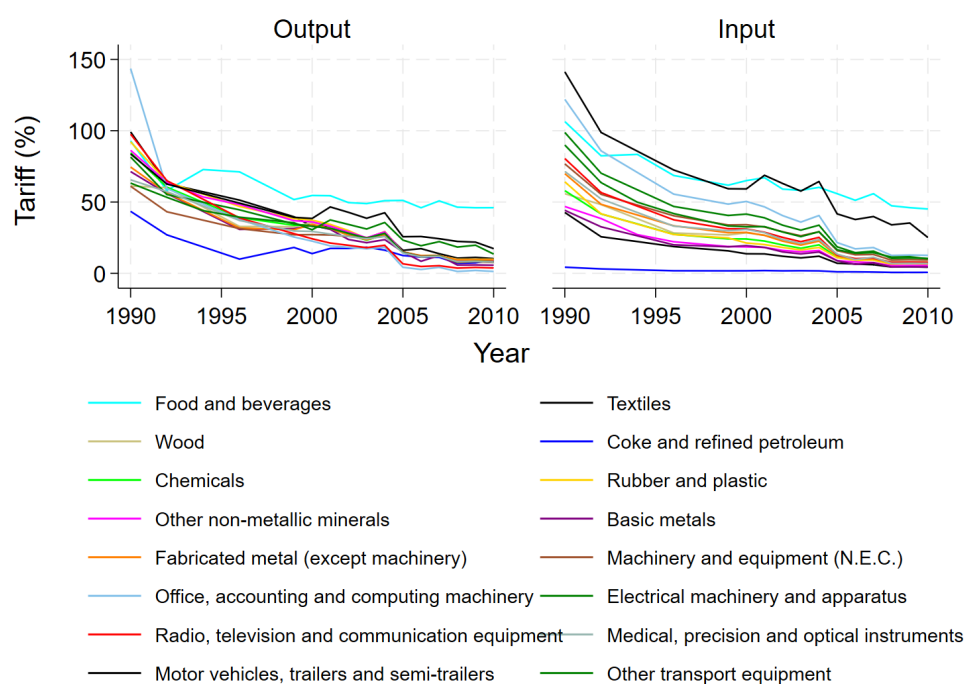 Output Input
Tariff (%)
150
100
50
0
1990 1995 2000 2005 2010 1990 1995 2000 2005 2010
Year
Food and beverages Textiles
Wood Coke and refined petroleum
Chemicals Rubber and plastic
Other non-metallic minerals Basic metals
Fabricated metal (except machinery) Machinery and equipment (N.E.C.)
Office, accounting and computing machinery Electrical machinery and apparatus
Radio, television and communication equipment Medical, precision and optical instruments
Motor vehicles, trailers and semi-trailers Other transport equipment